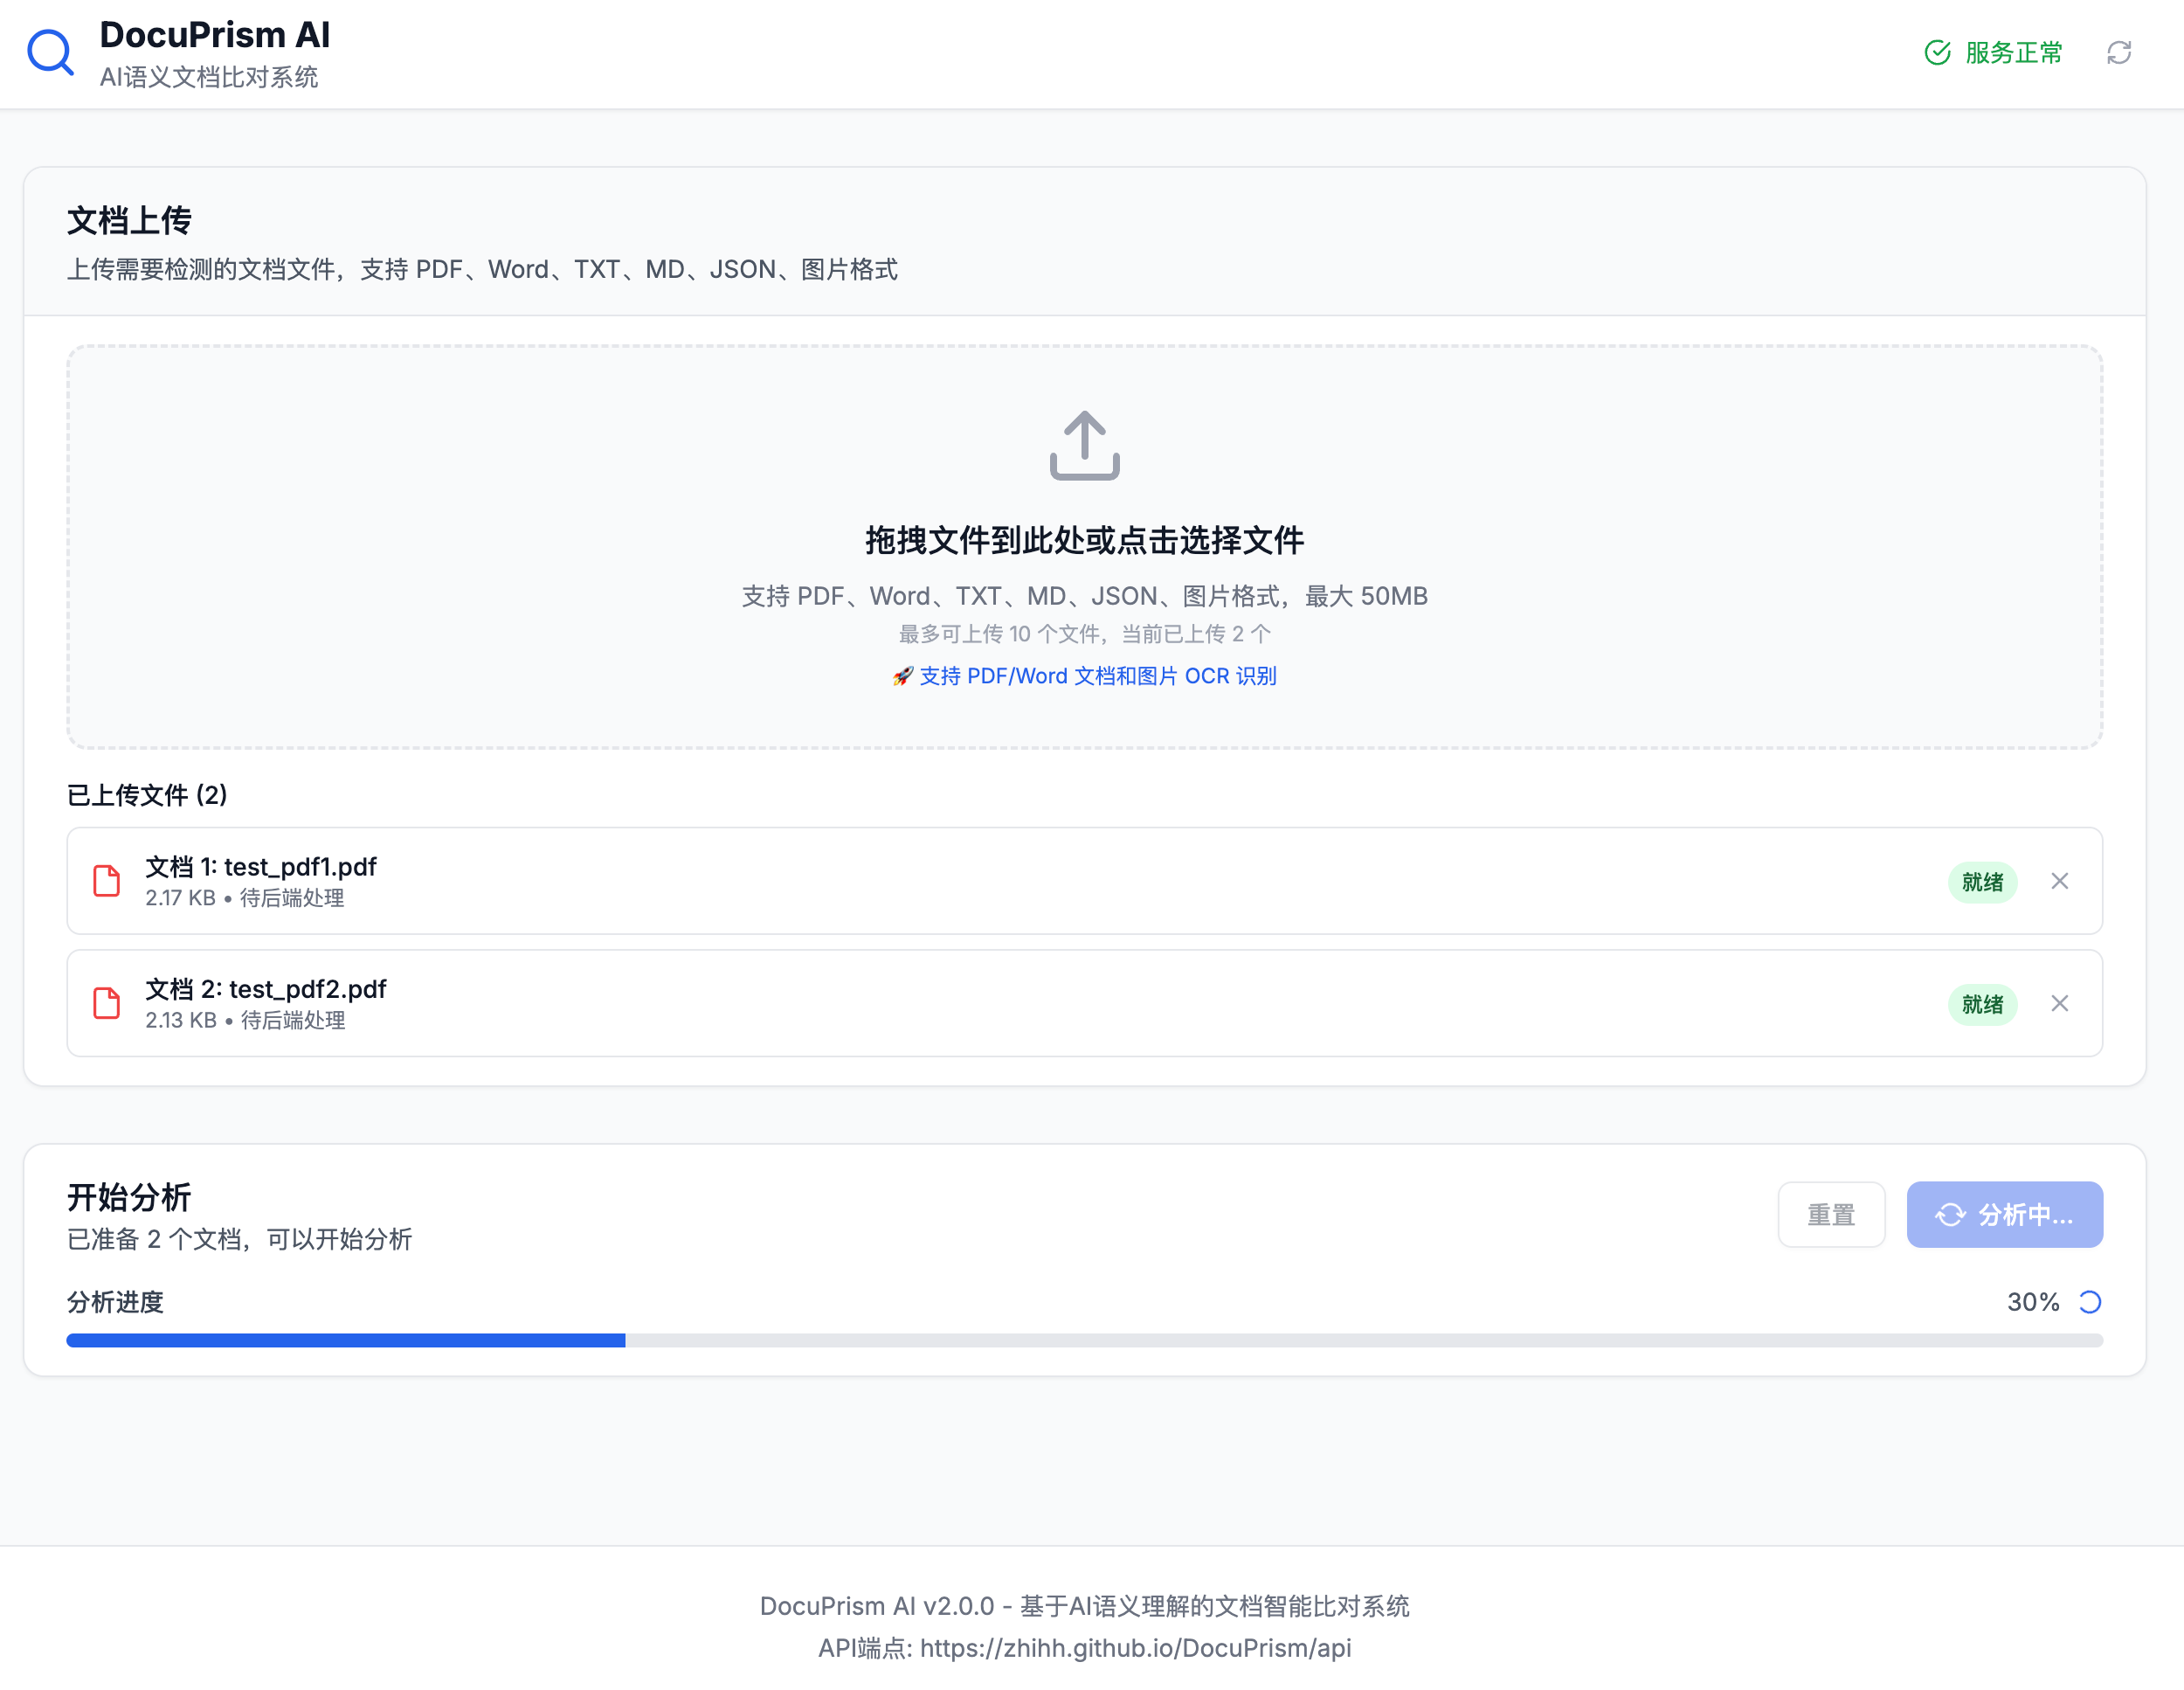 DocuPrism AI
AI语义文档比对系统
服务正常
文档上传
上传需要检测的文档文件，支持 PDF、Word、TXT、MD、JSON、图片格式
拖拽文件到此处或点击选择文件
支持 PDF、Word、TXT、MD、JSON、图片格式，最大 50MB
最多可上传 10 个文件，当前已上传 2 个
🚀 支持 PDF/Word 文档和图片 OCR 识别
已上传文件 (2)
文档 1: test_pdf1.pdf
2.17 KB • 待后端处理
就绪
文档 2: test_pdf2.pdf
2.13 KB • 待后端处理
就绪
开始分析
已准备 2 个文档，可以开始分析
重置
分析中...
分析进度
30%
DocuPrism AI v2.0.0 - 基于AI语义理解的文档智能比对系统
API端点: https://zhihh.github.io/DocuPrism/api